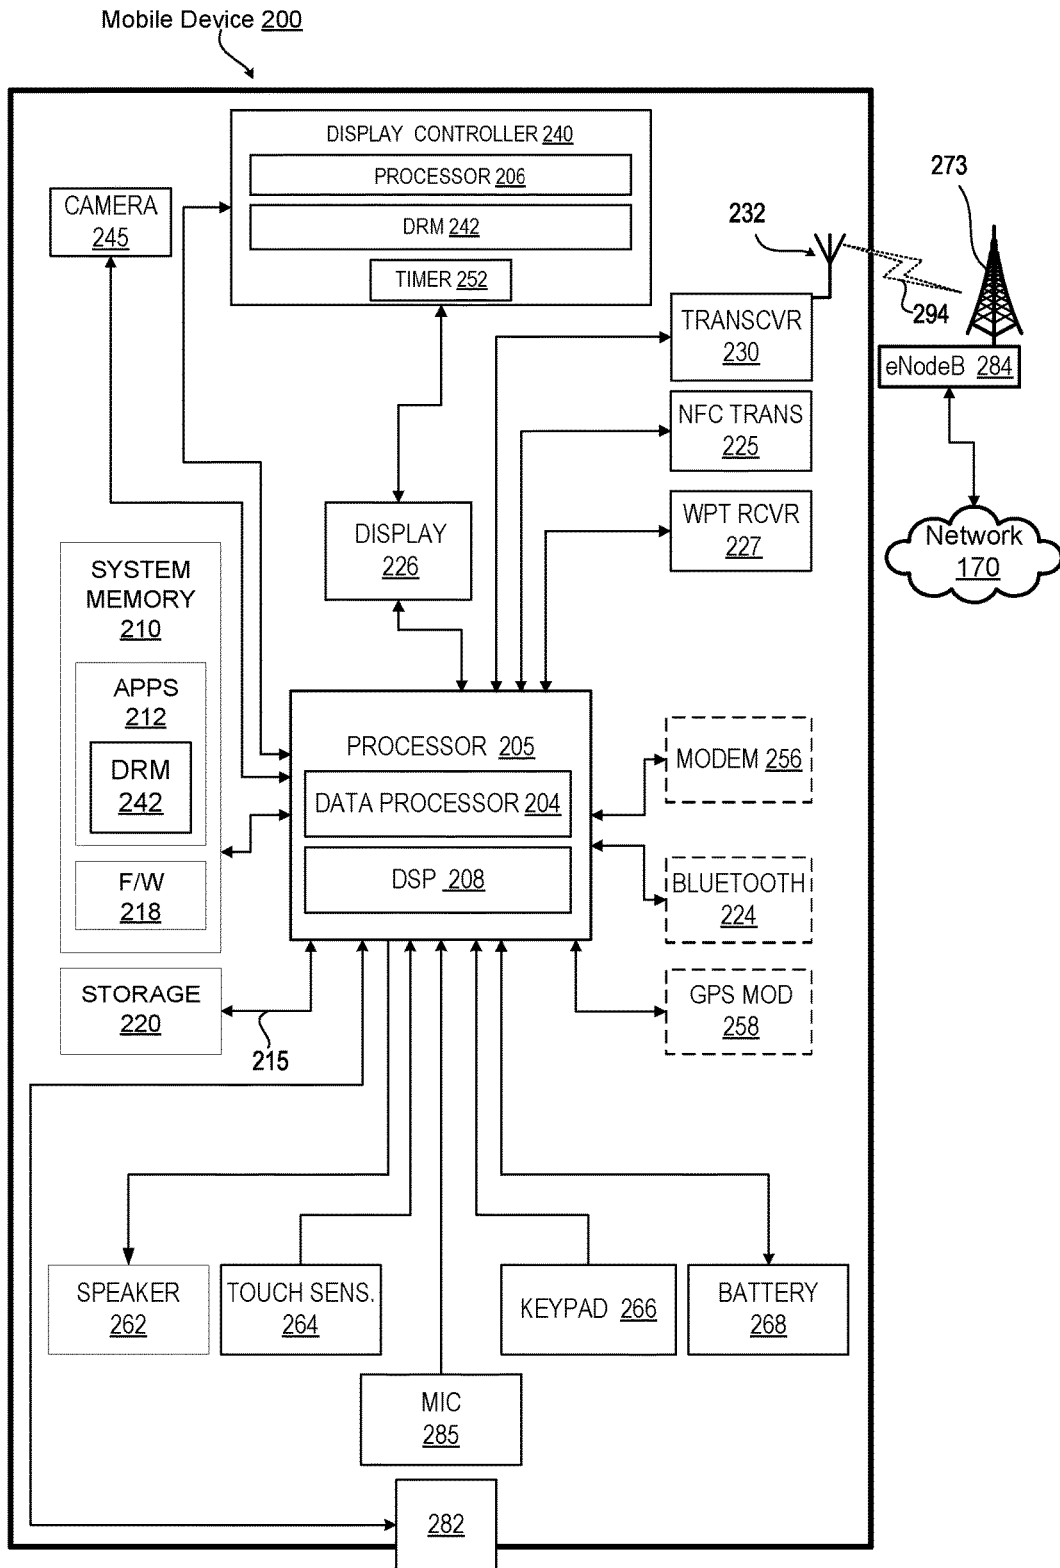 Mobile Device 200
DISPLAY CONTROLLER 240
PROCESSOR 206
DRM 242
TIMER 252
CAMERA
245
232
273
TRANSCVR
230
294
eNodeB 284
NFC TRANS
225
WPT RCVR
227
Network
170
DISPLAY
226
SYSTEM
MEMORY
210
APPS
212
DRM
242
F/W
218
PROCESSOR 205
DATA PROCESSOR 204
DSP 208
MODEM 256
BLUETOOTH
224
GPS MOD
258
STORAGE
220
215
SPEAKER
262
TOUCH SENS.
264
KEYPAD 266
BATTERY
268
MIC
285
282